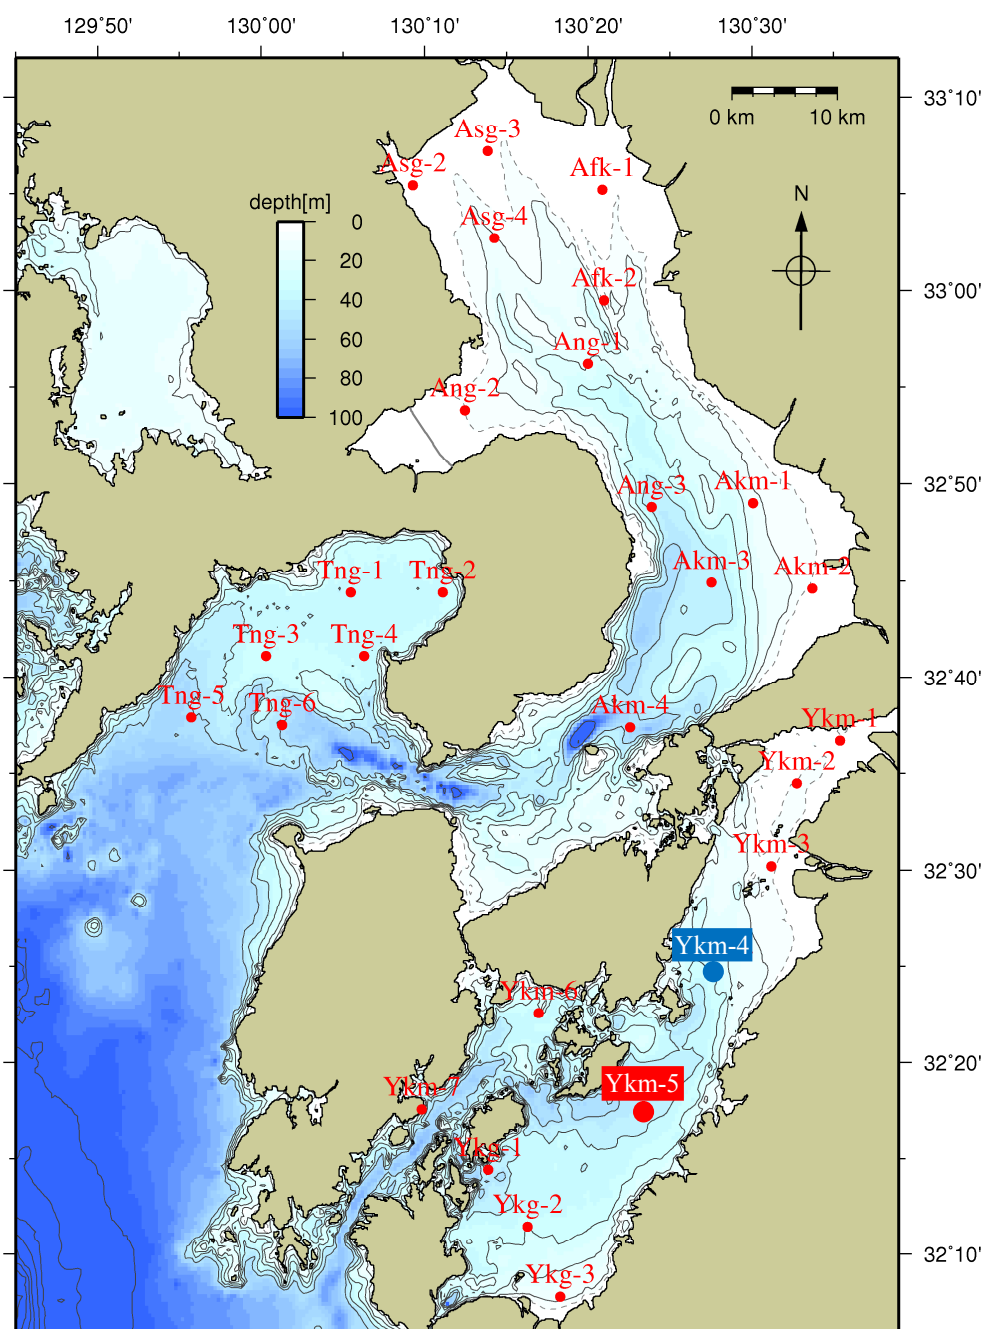 129°50' 130°00' 130°10' 130°20' 130°30'
33°10'
0 km 10 km
Asg-3
Asg-2
Afk-1
depth[m]
N
0
Asg-4
20
Afk-2
33°00'
40
60
Ang-1
80
Ang-2
100
32°50'
Ang-3
Akm-1
Akm-3
Akm-2
Tng-1
Tng-2
Tng-3
Tng-4
32°40'
Tng-5
Tng-6
Akm-4
Ykm-1
Ykm-2
Ykm-3
32°30'
Ykm-4
Ykm-6
32°20'
Ykm-5
Ykm-7
Ykg-1
Ykg-2
32°10'
Ykg-3